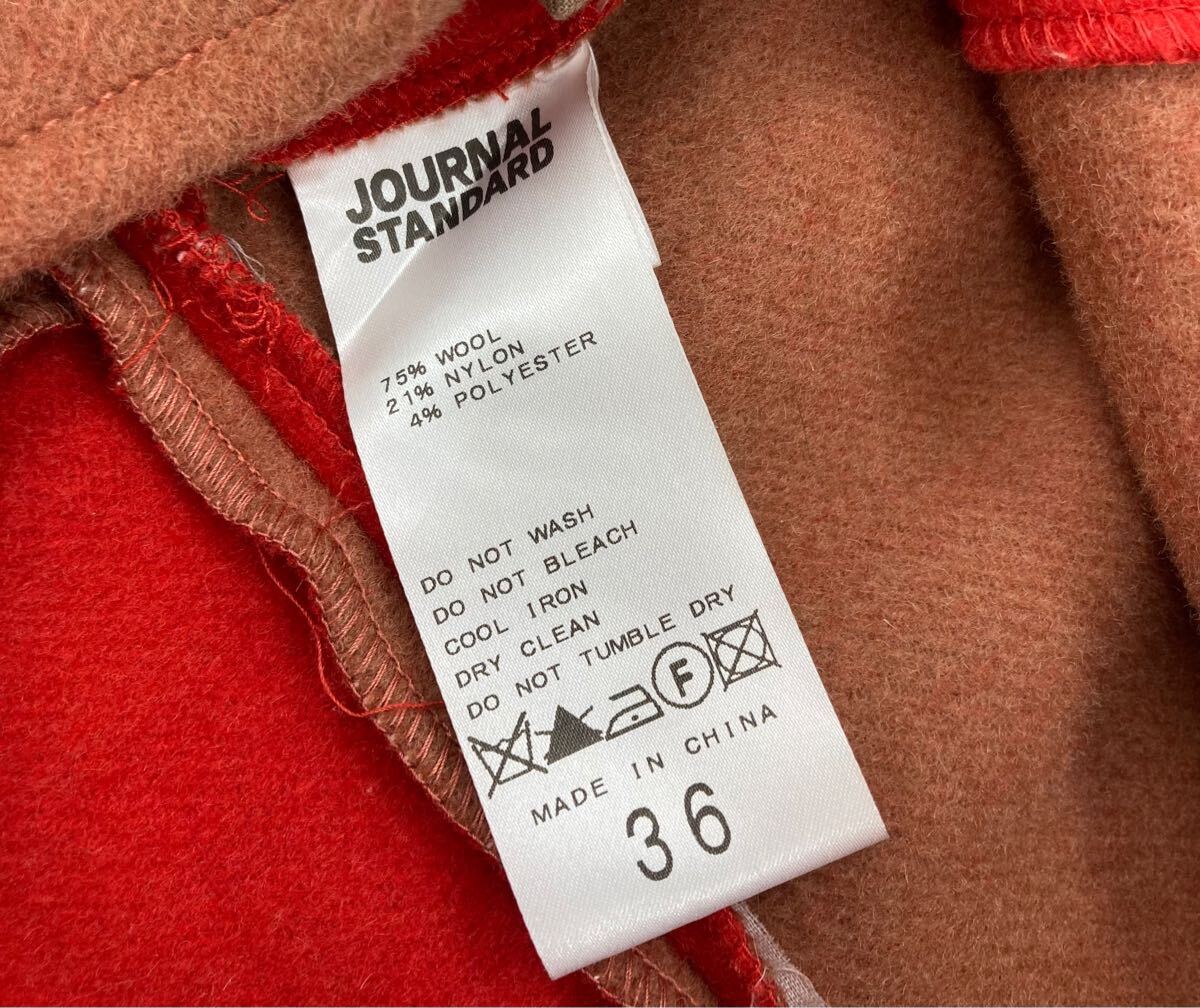 JOURNAL
STANDARD
75% WOOL
21% NYLON
4% POLYESTER
DO NOT WASH
DO NOT BLEACH
COOL IRON
DRY CLEAN
DO NOT TUMBLE DRY
F
MADE IN CHINA
36